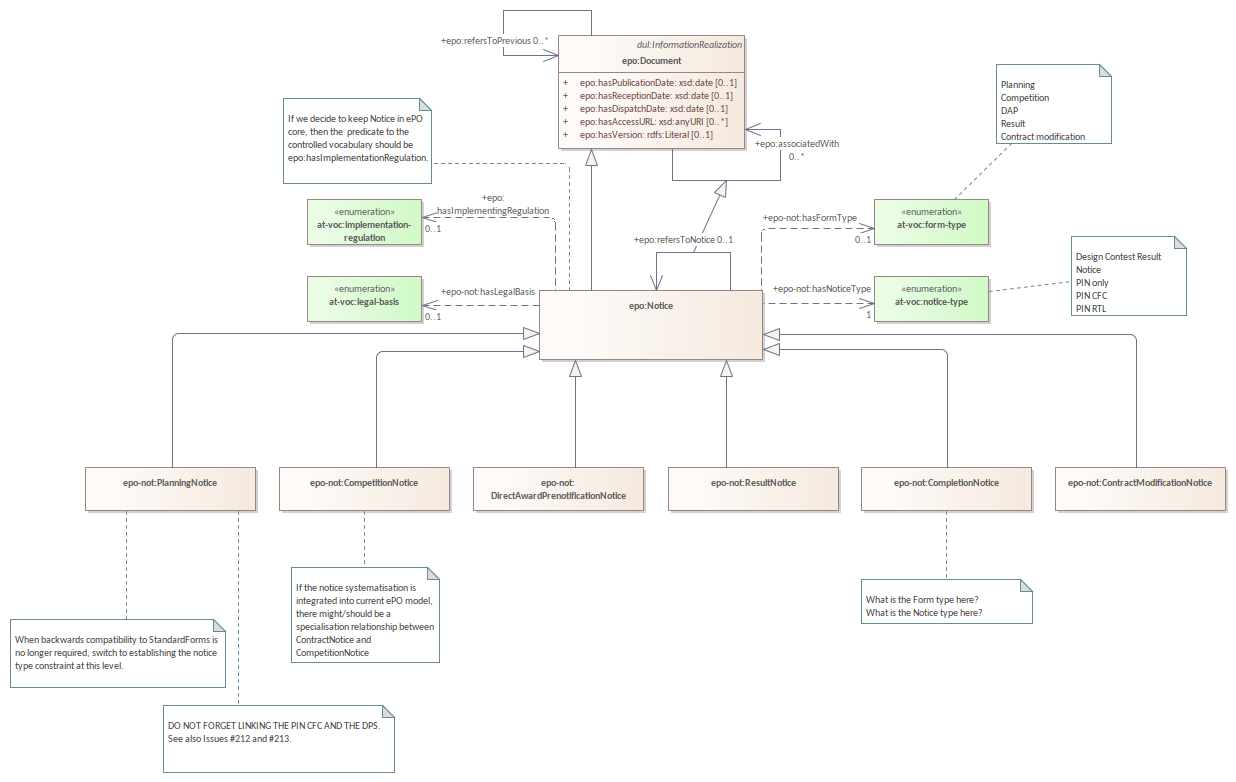 +epo:refersToPrevious 0..*
dul:InformationRealization
epo:Document
+ epo:hasPublicationDate: xsd:date [0..1]
+ epo:hasReceptionDate: xsd:date [0..1]
+ epo:hasDispatchDate: xsd:date [0..1]
+ epo:hasAccessURL: xsd:anyURI [0..*]
+ epo:hasVersion: rdfs:Literal [0..1]
Planning
Competition
DAP
Result
Contract modification
If we decide to keep Notice in ePO
core, then the  predicate to the
controlled vocabulary should be
epo:hasImplementationRegulation.
+epo:associatedWith
0..*
+epo:
hasImplementingRegulation
0..1
«enumeration»
at-voc:Implementation-
regulation
+epo-not:hasFormType
0..1
«enumeration»
at-voc:form-type
+epo:refersToNotice 0..1
Design Contest Result
Notice
PIN only
PIN CFC
PIN RTL
«enumeration»
at-voc:legal-basis
+epo-not:hasLegalBasis
0..1
epo:Notice
+epo-not:hasNoticeType
1
«enumeration»
at-voc:notice-type
epo-not:PlanningNotice
epo-not:CompetitionNotice
epo-not:
DirectAwardPrenotificationNotice
epo-not:ResultNotice
epo-not:CompletionNotice
epo-not:ContractModificationNotice
If the notice systematisation is
integrated into current ePO model,
there might/should be a
specialisation relationship between
ContractNotice and
CompetitionNotice
What is the Form type here?
What is the Notice type here?
When backwards compatibility to StandardForms is
no longer required, switch to establishing the notice
type constraint at this level.
DO NOT FORGET LINKING THE PIN CFC AND THE DPS.
See also Issues #212 and #213.